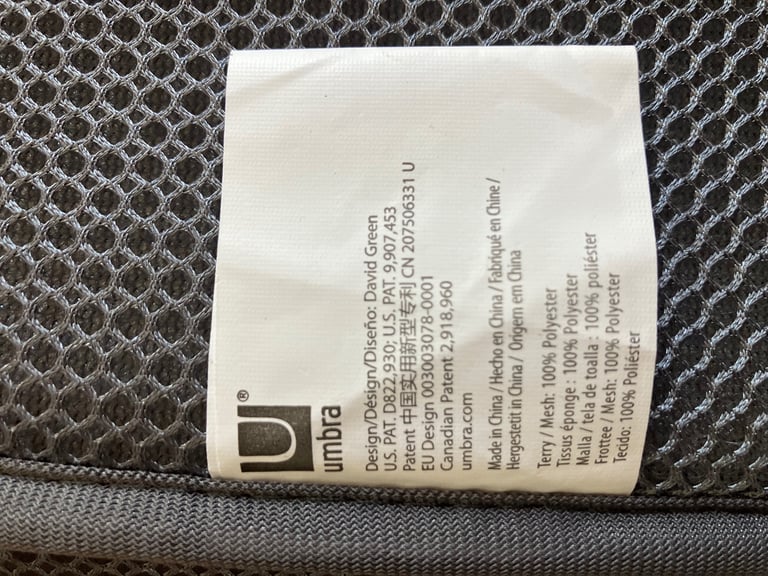 U®
umbra
Design/Design/Diseño: David Green
U.S. PAT. D822,930; U.S. PAT. 9,907,453
Patent 中国实用新型专利 CN 207506331 U
EU Design 003003078-0001
Canadian Patent 2,918,960
umbra.com
Made in China / Hecho en China / Fabriqué en Chine /
Hergestetit in China / Origem em China
Terry / Mesh: 100% Polyester
Tissus éponge : 100% Polyester
Malla / tela de toalla : 100% poliéster
Frottee / Mesh: 100% Polyester
Tecido: 100% Poliéster